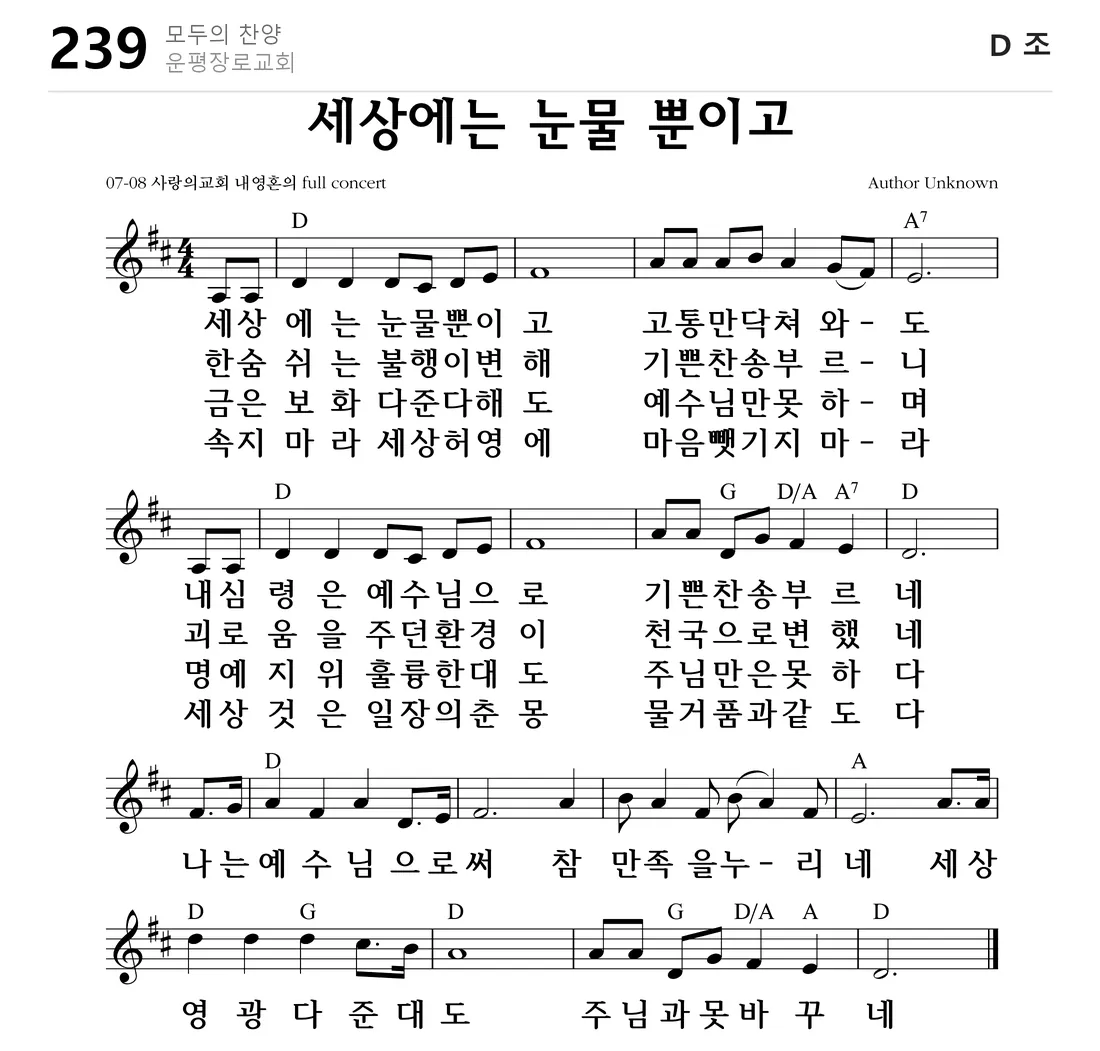 239 모두의 찬양
운평장로교회
D 조
세상에는 눈물 뿐이고
07-08 사랑의교회 내영혼의 full concert
Author Unknown
D A7
세상 에 는 눈물뿐이 고 고통만닥쳐 와- 도
한숨 쉬 는 불행이변 해 기쁜찬송부 르- 니
금은 보 화 다준다해 도 예수님만못 하- 며
속지 마 라 세상허영 에 마음뺏기지 마- 라
D G D/A A7 D
내심 령 은 예수님으 로 기쁜찬송부 르 네
괴로 움 을 주던환경 이 천국으로변 했 네
명예 지 위 훌륭한대 도 주님만은못 하 다
세상 것 은 일장의춘 몽 물거품과같 도 다
D A
나는예 수 님 으로써 참 만족 을누- 리 네 세상
D G D G D/A A D
영 광 다 준 대 도 주님과못바 꾸 네